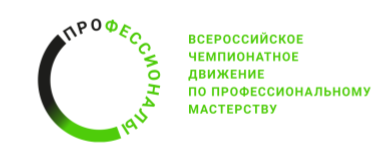 ПРОФЕССИОНАЛЫ
ВСЕРОССИЙСКОЕ
ЧЕМПИОНАТНОЕ
ДВИЖЕНИЕ
ПО ПРОФЕССИОНАЛЬНОМУ
МАСТЕРСТВУ